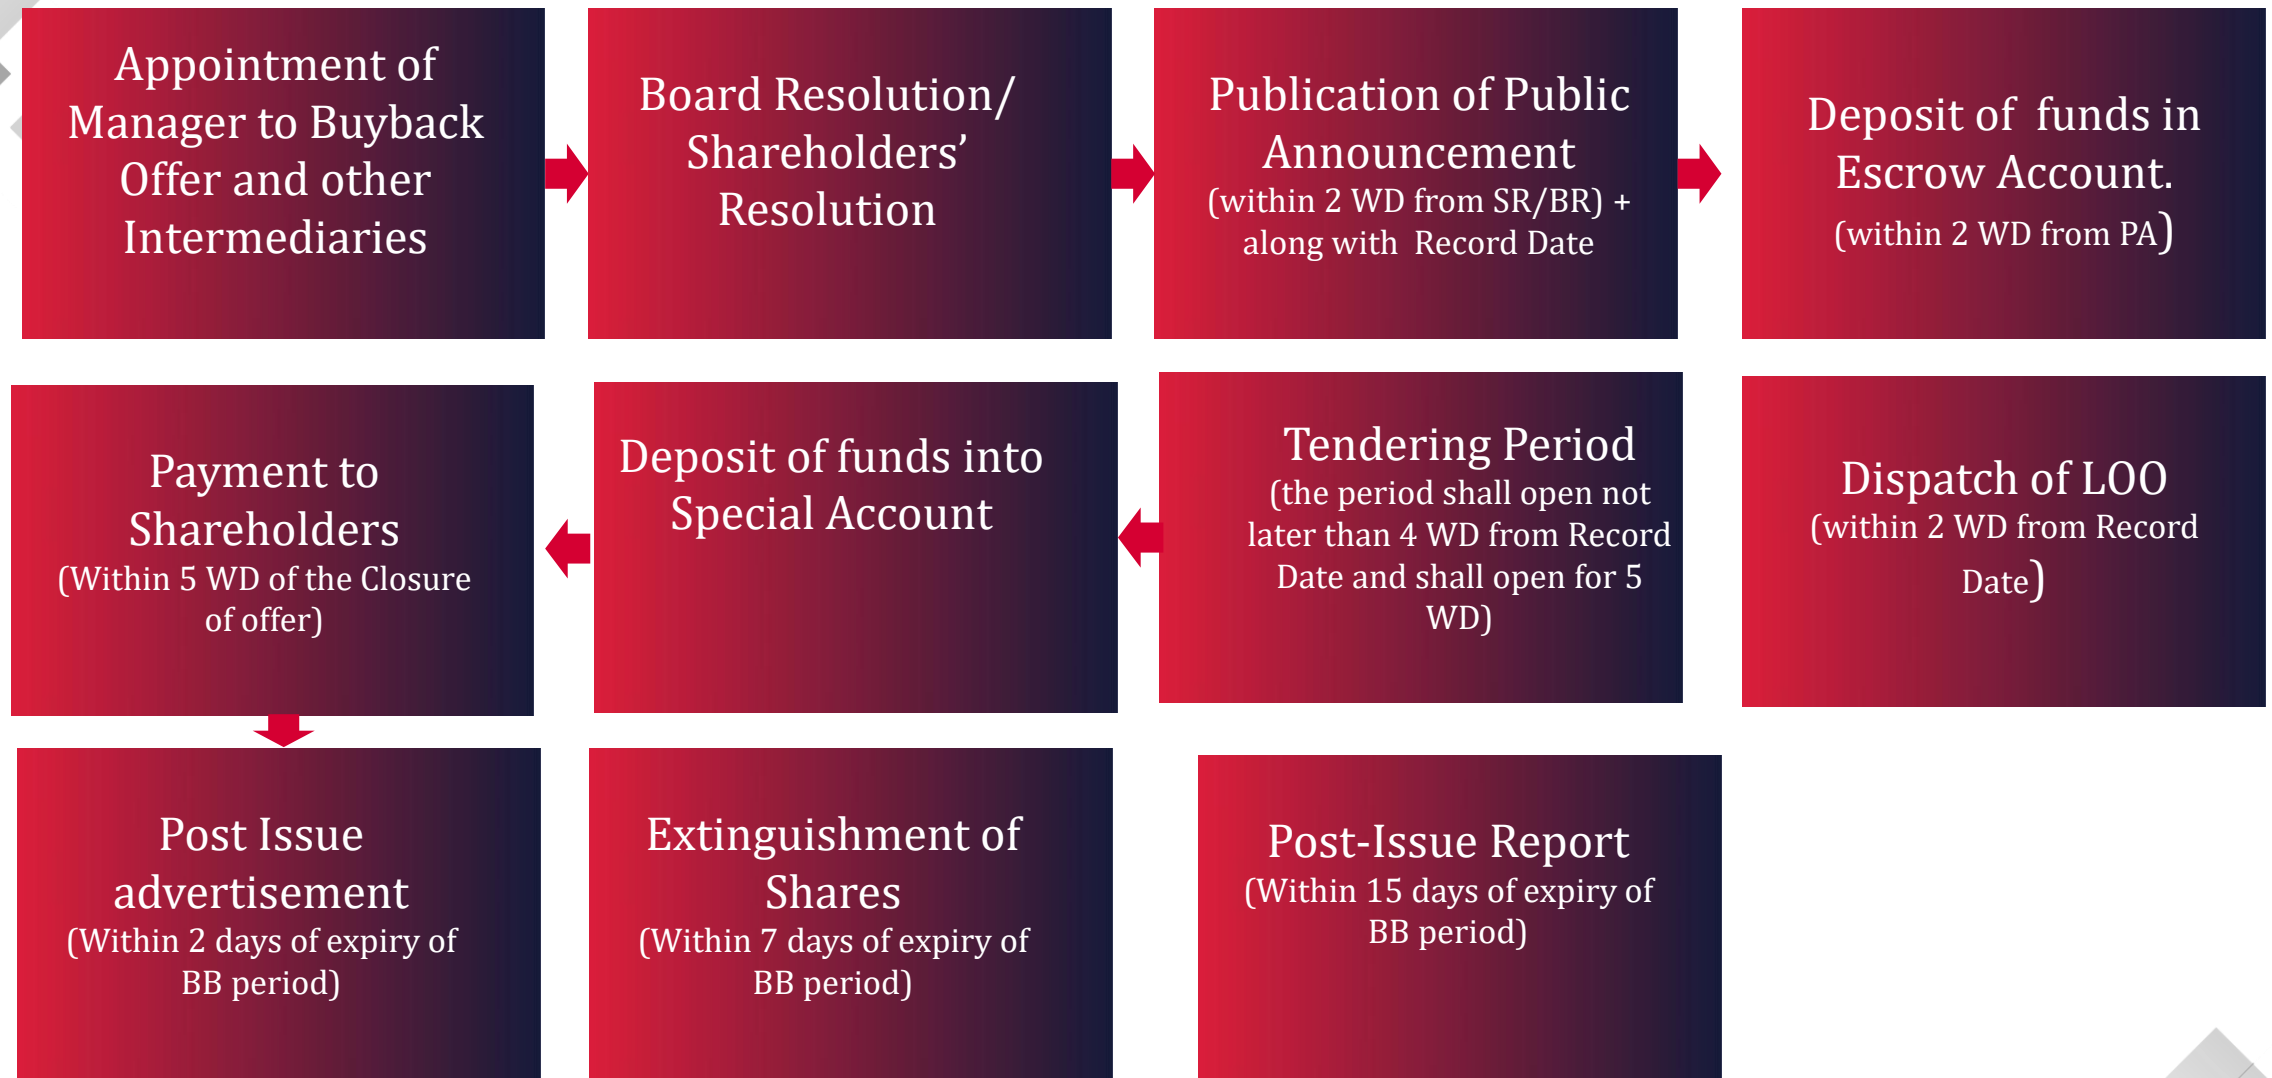 Appointment of
Manager to Buyback
Offer and other
Intermediaries
Board Resolution/
Shareholders’
Resolution
Publication of Public
Announcement
(within 2 WD from SR/BR) +
along with  Record Date
Deposit of  funds in
Escrow Account.
(within 2 WD from PA)
Dispatch of LOO
(within 2 WD from Record
Date)
Tendering Period
(the period shall open not
later than 4 WD from Record
Date and shall open for 5
WD)
Deposit of funds into
Special Account
Payment to
Shareholders
(Within 5 WD of the Closure
of offer)
Post Issue
advertisement
(Within 2 days of expiry of
BB period)
Extinguishment of
Shares
(Within 7 days of expiry of
BB period)
Post-Issue Report
(Within 15 days of expiry of
BB period)